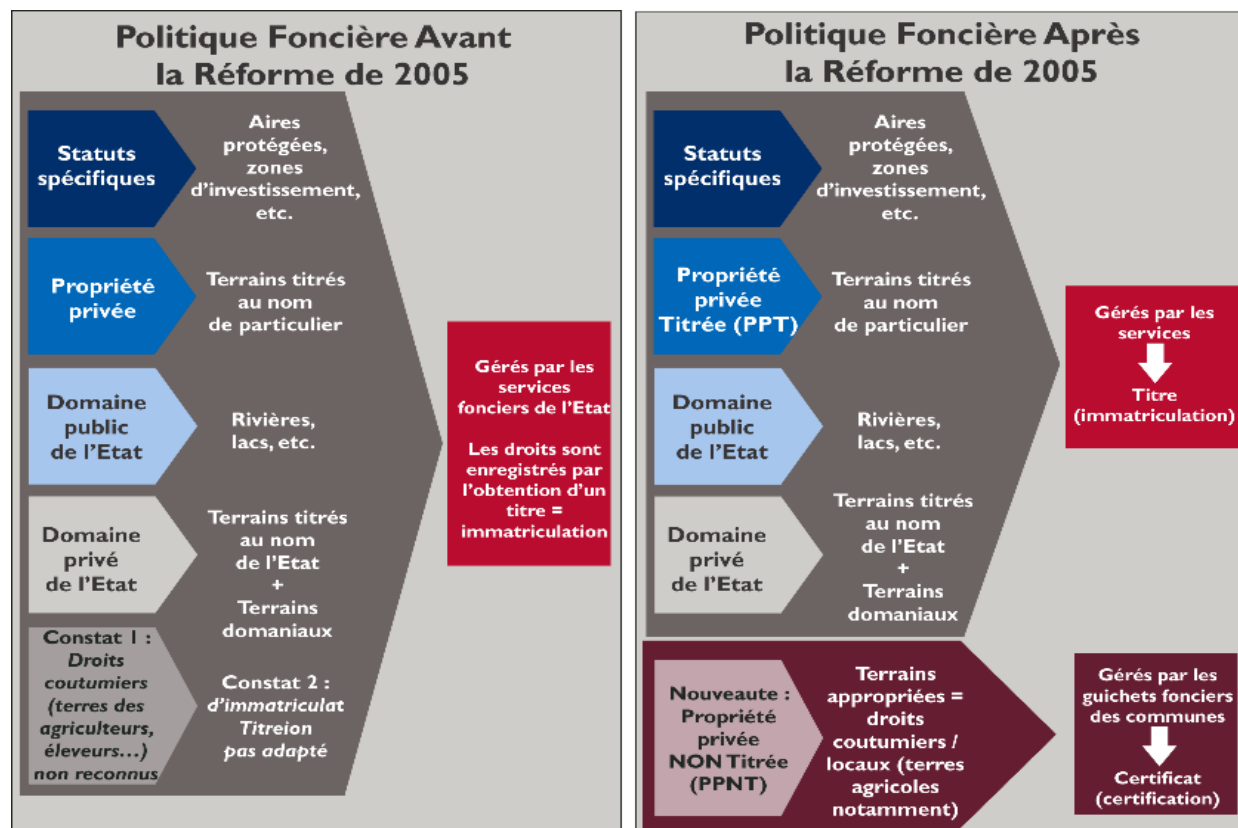 Politique Foncière Avant
la Réforme de 2005
Statuts
spécifiques
Aires
protégées,
zones
d'investissement,
etc.
Propriété
privée
Terrains titrés
au nom
de particulier
Domaine
public
de l'Etat
Rivières,
lacs, etc.
Domaine
privé
de l'Etat
Terrains titrés
au nom
de l'Etat
+
Terrains
domaniaux
Constat 1 :
Droits
coutumiers
(terres des
agriculteurs,
éleveurs...)
non reconnus
Constat 2 :
d'immatriculat
Titreion
pas adapté
Gérés par les
services
fonciers de l'Etat
Les droits sont
enregistrés par
l'obtention d'un
titre =
immatriculation
Politique Foncière Après
la Réforme de 2005
Statuts
spécifiques
Aires
protégées,
zones
d'investissement,
etc.
Propriété
privée
Titrée (PPT)
Terrains titrés
au nom
de particulier
Domaine
public
de l'Etat
Rivières,
lacs, etc.
Domaine
privé
de l'Etat
Terrains titrés
au nom
de l'Etat
+
Terrains
domaniaux
Gérés par les
services
Titre
(immatriculation)
Nouveaute :
Propriété
privée
NON Titrée
(PPNT)
Terrains
appropriées =
droits
coutumiers /
locaux (terres
agricoles
notamment)
Gérés par les
guichets fonciers
des communes
Certificat
(certification)